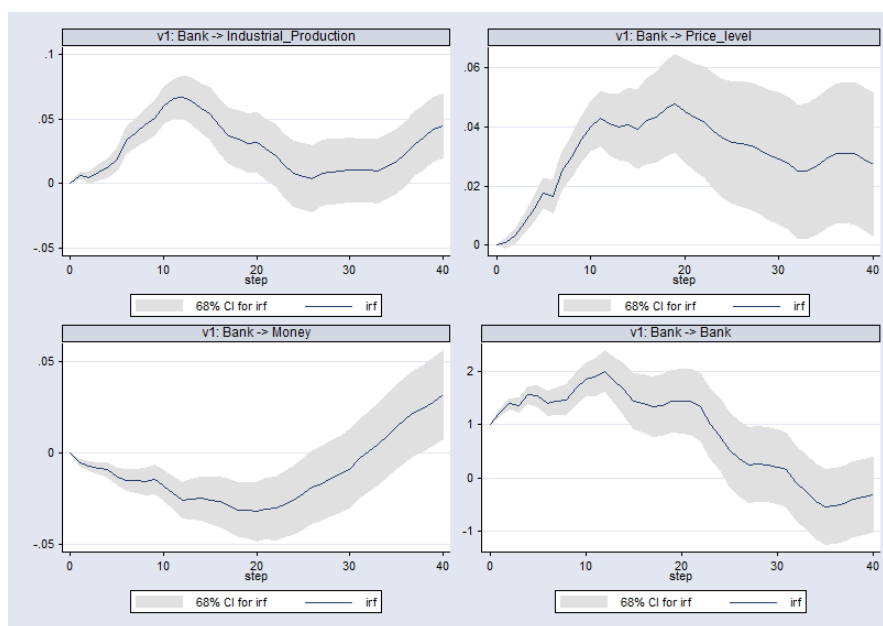 v1: Bank -> Industrial_Production
.1
.05
0
-.05
0 10 20 30 40
step
68% CI for irf irf
v1: Bank -> Price_level
.06
.04
.02
0
0 10 20 30 40
step
68% CI for irf irf
v1: Bank -> Money
.05
0
-.05
0 10 20 30 40
step
68% CI for irf irf
v1: Bank -> Bank
2
1
0
-1
0 10 20 30 40
step
68% CI for irf irf